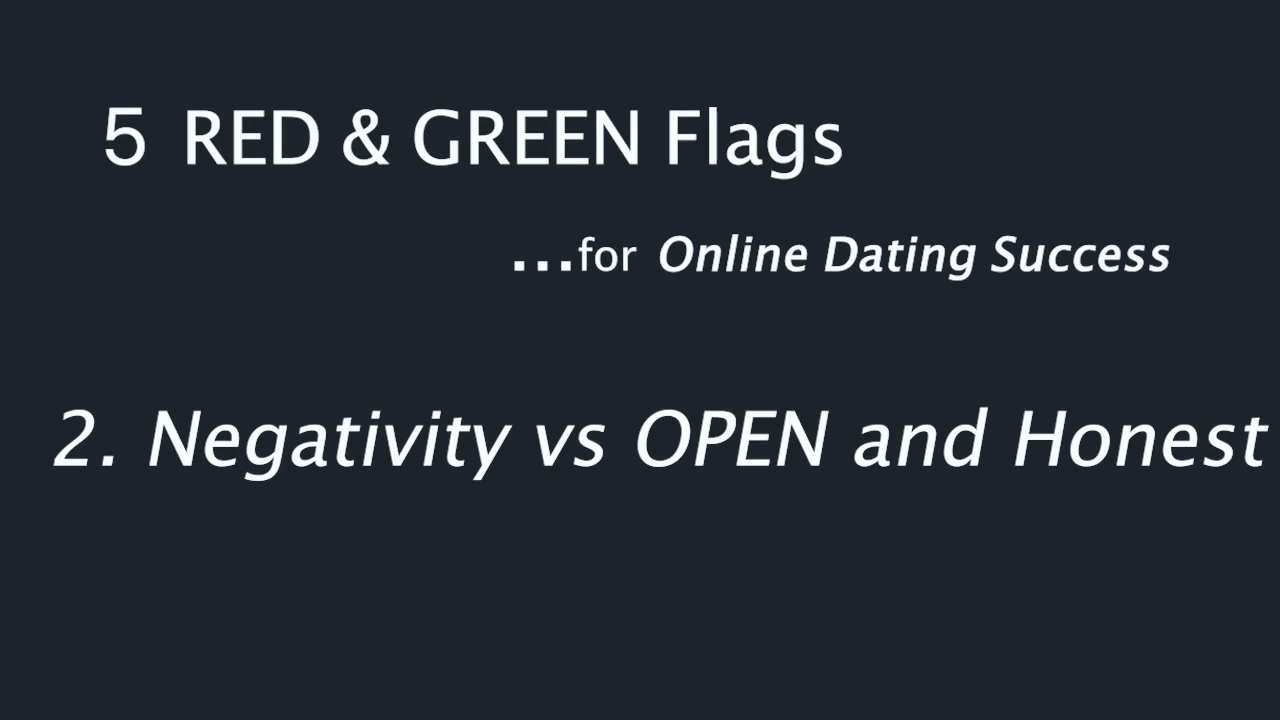 5 RED & GREEN Flags
...for Online Dating Success
2. Negativity vs OPEN and Honest